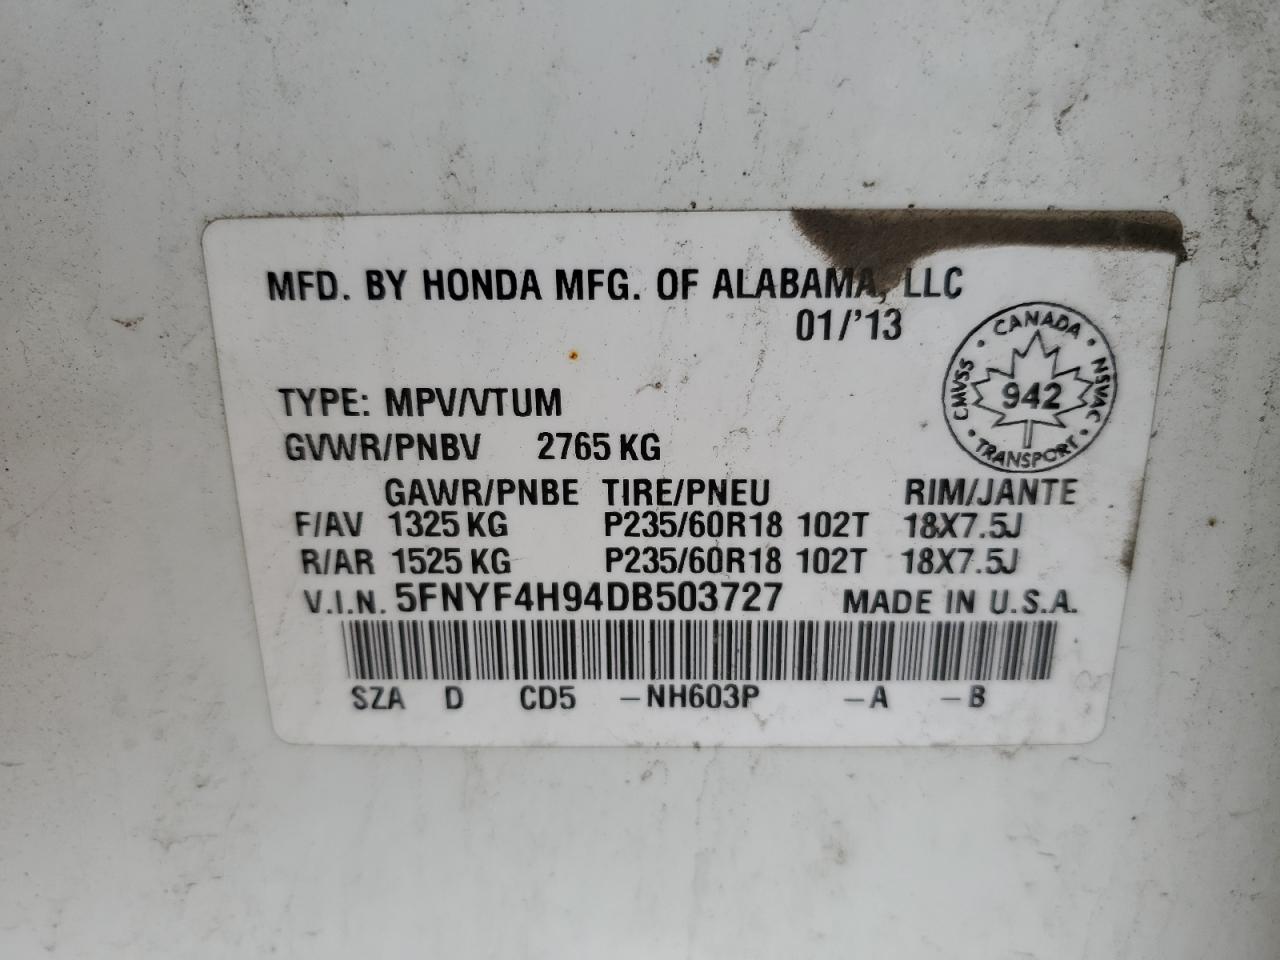 MFD. BY HONDA MFG. OF ALABAMA, LLC
01/'13
CANADA
CMVSS
942
NSVAC
TRANSPORT
TYPE: MPV/VTUM
GVWR/PNBV 2765 KG
GAWR/PNBE TIRE/PNEU RIM/JANTE
F/AV 1325 KG P235/60R18 102T 18X7.5J
R/AR 1525 KG P235/60R18 102T 18X7.5J
V.I.N. 5FNYF4H94DB503727 MADE IN U.S.A.
SZA D CD5 -NH603P -A -B